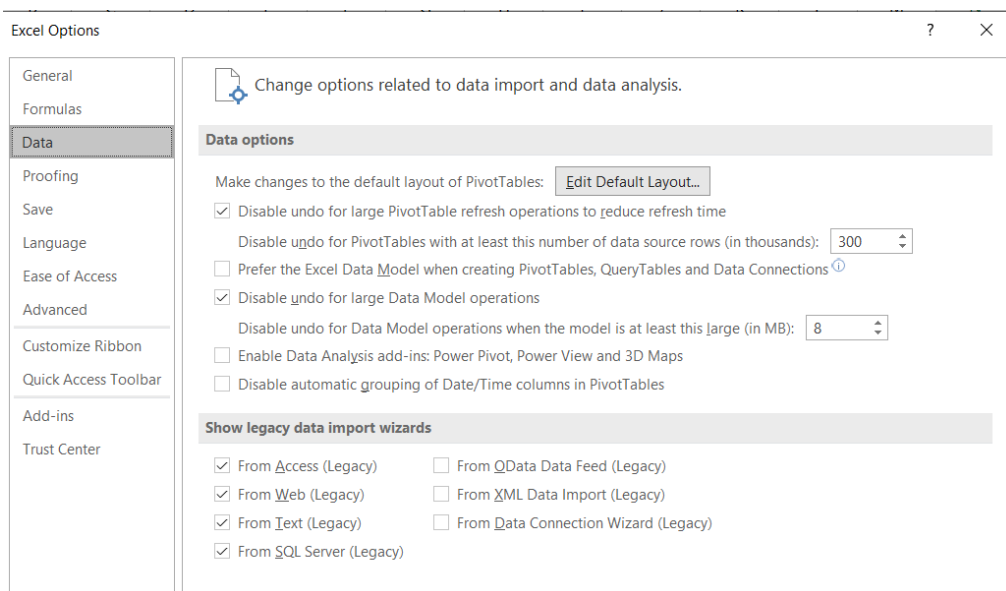 Excel Options ?
General
Formulas
Data
Proofing
Save
Language
Ease of Access
Advanced
Customize Ribbon
Quick Access Toolbar
Add-ins
Trust Center
Change options related to data import and data analysis.
Data options
Make changes to the default layout of PivotTables: Edit Default Layout...
Disable undo for large PivotTable refresh operations to reduce refresh time
Disable undo for PivotTables with at least this number of data source rows (in thousands): 300
Prefer the Excel Data Model when creating PivotTables, QueryTables and Data Connections
Disable undo for large Data Model operations
Disable undo for Data Model operations when the model is at least this large (in MB): 8
Enable Data Analysis add-ins: Power Pivot, Power View and 3D Maps
Disable automatic grouping of Date/Time columns in PivotTables
Show legacy data import wizards
From Access (Legacy) From OData Data Feed (Legacy)
From Web (Legacy) From XML Data Import (Legacy)
From Text (Legacy) From Data Connection Wizard (Legacy)
From SQL Server (Legacy)